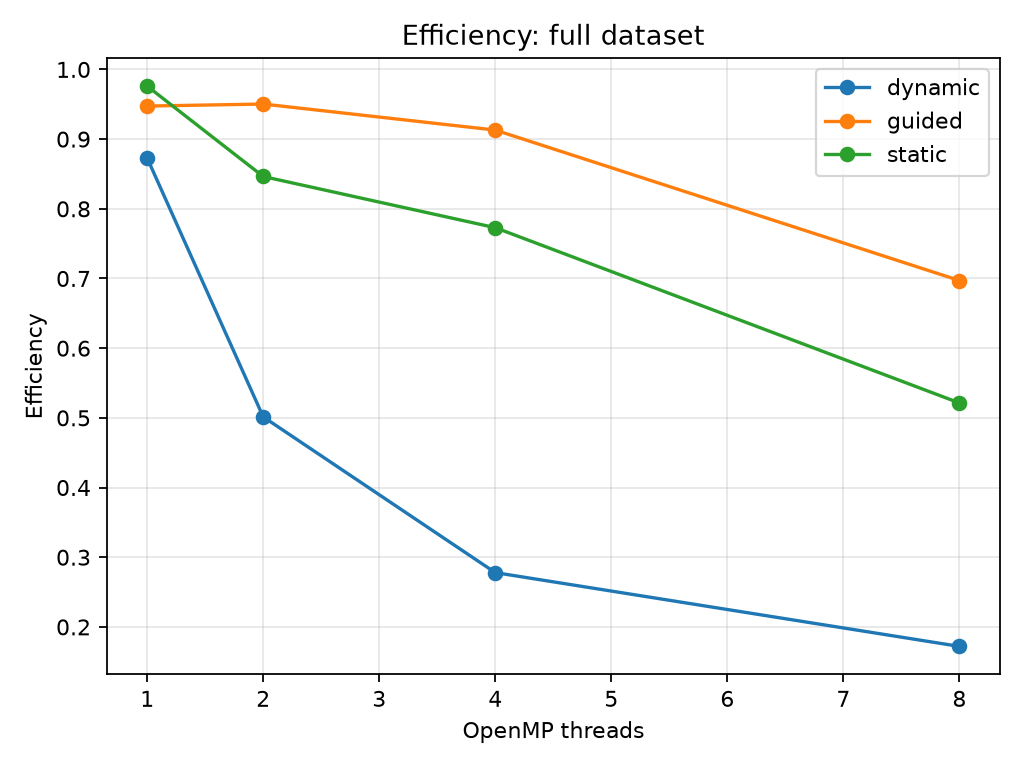 Efficiency: full dataset
1.0
0.9
0.8
0.7
0.6
0.5
0.4
0.3
0.2
Efficiency
dynamic
guided
static
1 2 3 4 5 6 7 8
OpenMP threads